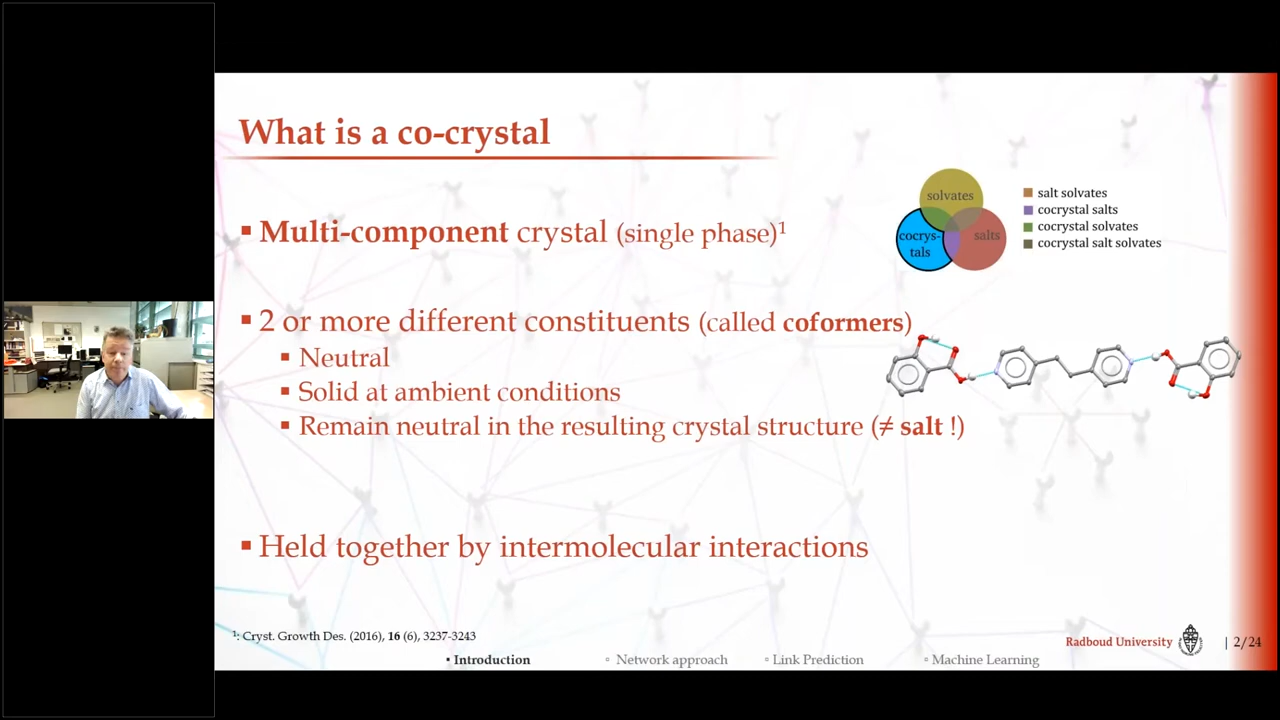 What is a co-crystal
▪ Multi-component crystal (single phase)¹
solvates
cocrys-
tals
salts
salt solvates
cocrystal salts
cocrystal solvates
cocrystal salt solvates
▪ 2 or more different constituents (called coformers)
▪ Neutral
▪ Solid at ambient conditions
▪ Remain neutral in the resulting crystal structure (≠ salt !)
▪ Held together by intermolecular interactions
¹: Cryst. Growth Des. (2016), 16 (6), 3237-3243
Radboud University
| 2/24
▪ Introduction
▫ Network approach
▫ Link Prediction
▫ Machine Learning